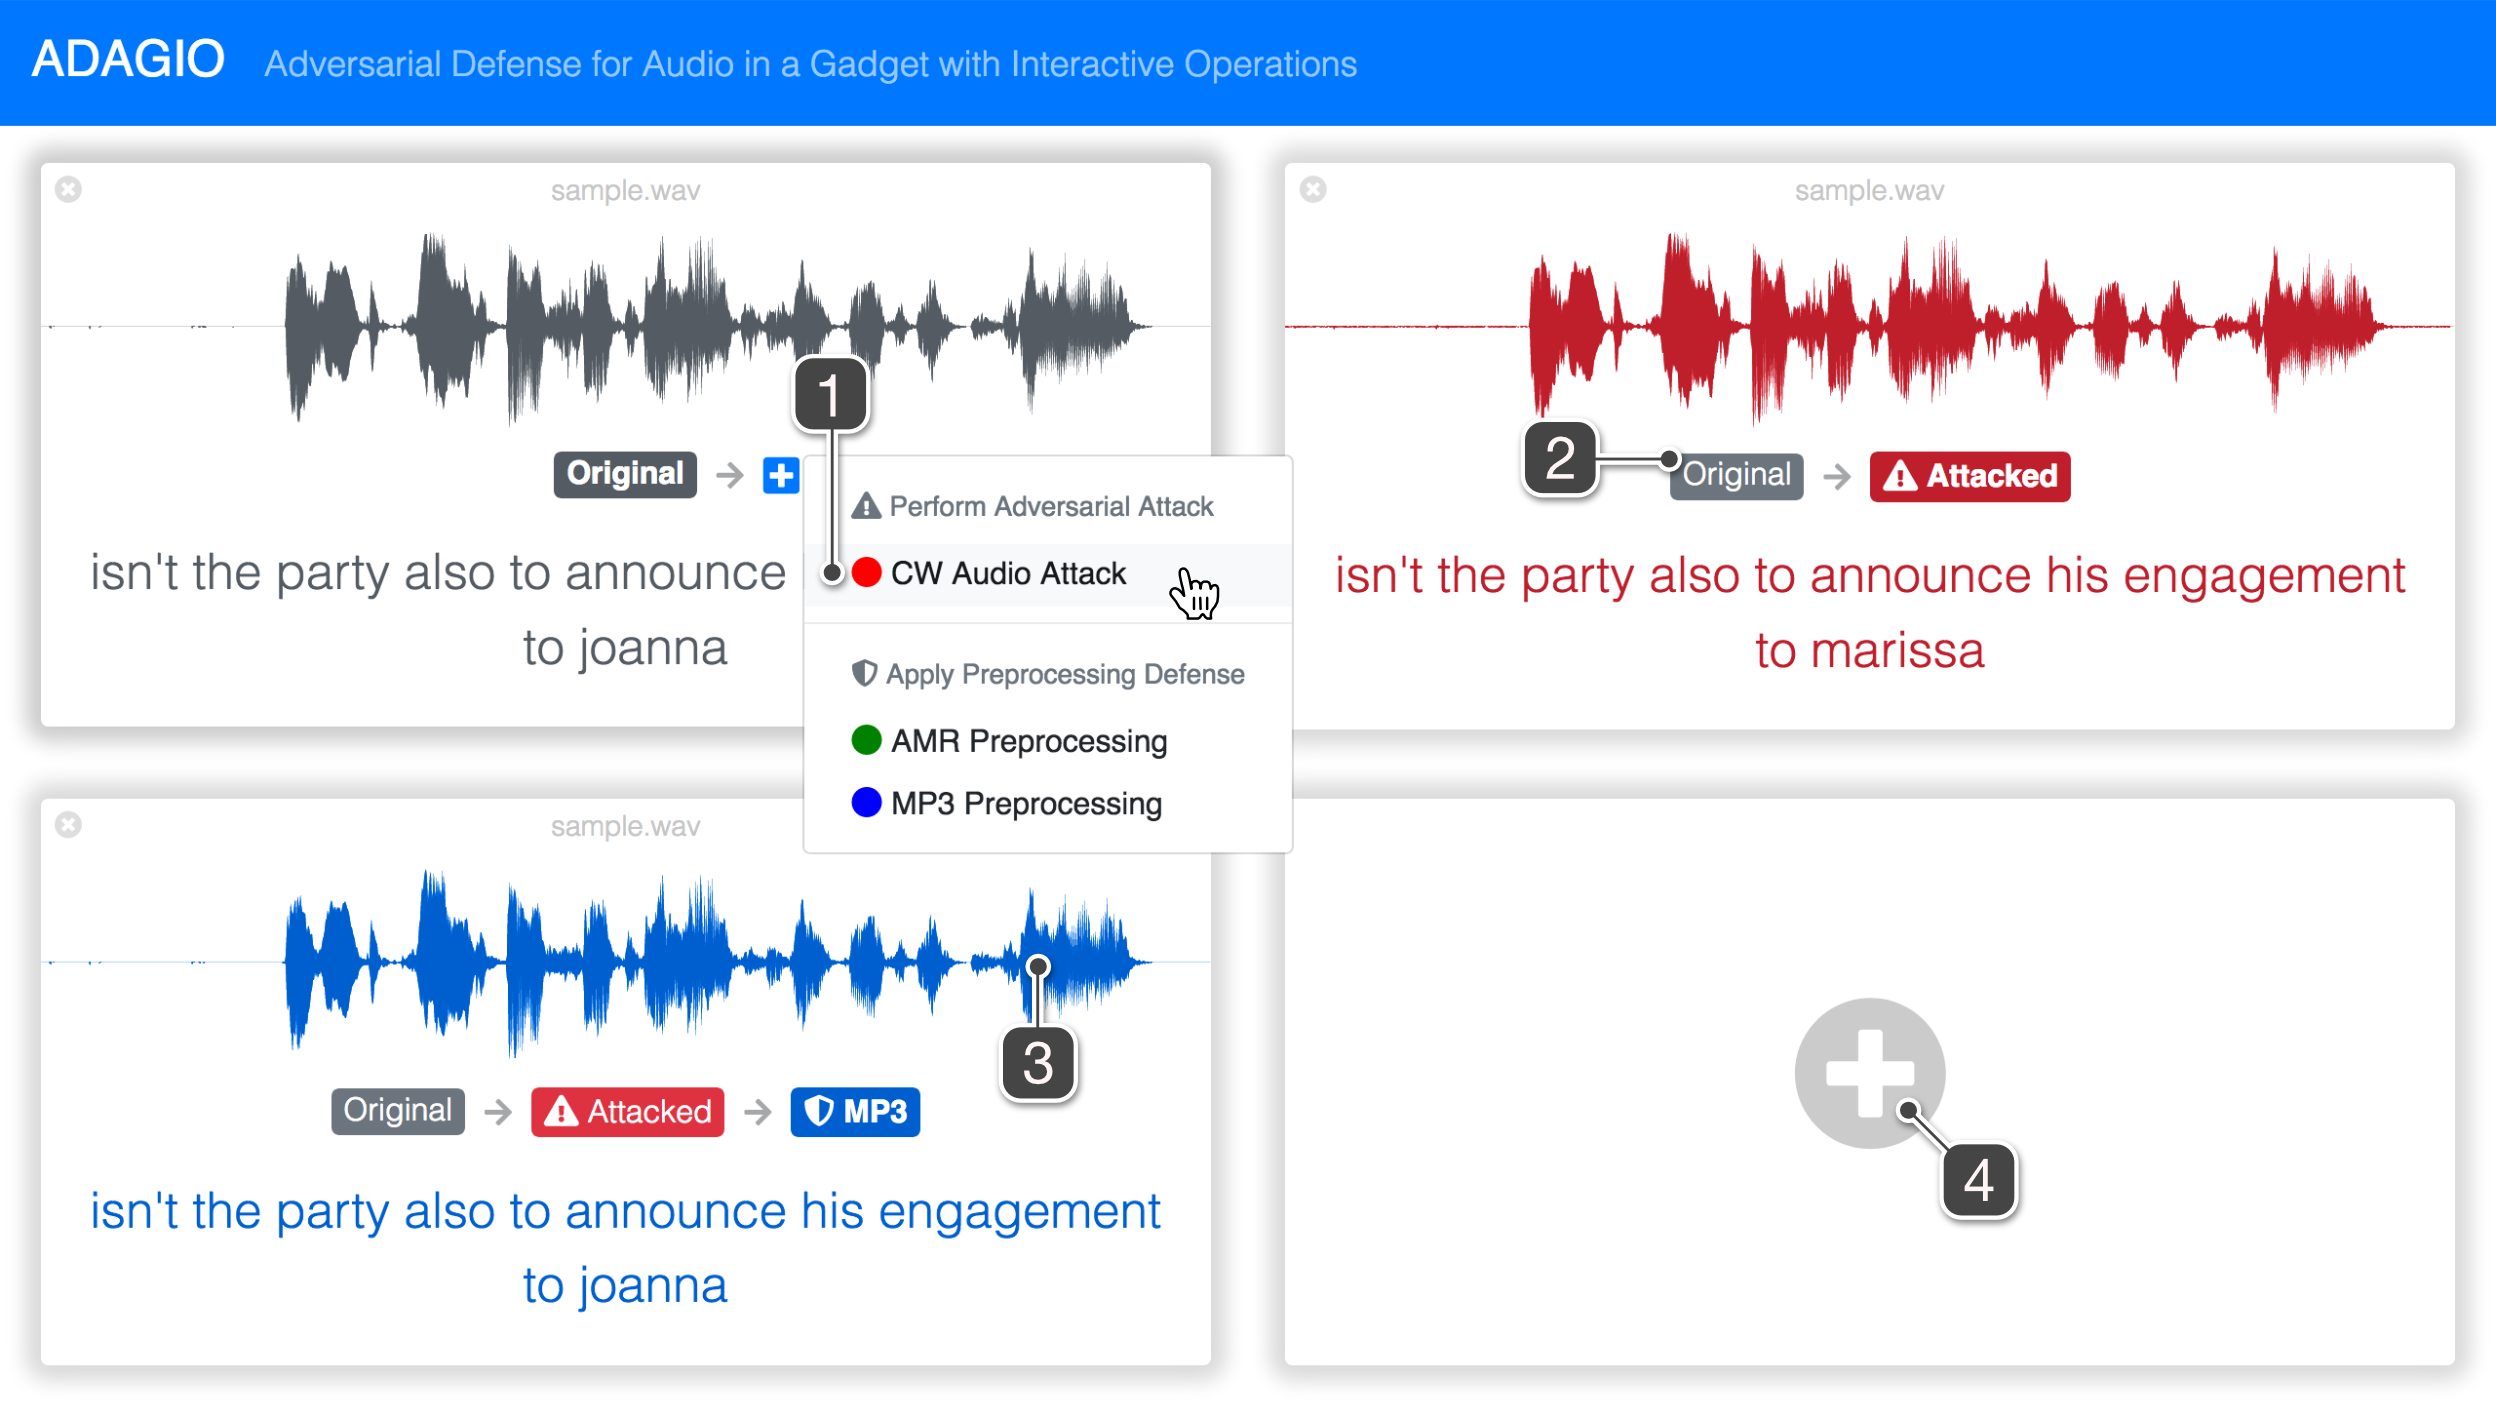 ADAGIO Adversarial Defense for Audio in a Gadget with Interactive Operations
sample.wav
1
Original
isn't the party also to announce
to joanna
Perform Adversarial Attack
CW Audio Attack
Apply Preprocessing Defense
AMR Preprocessing
MP3 Preprocessing
sample.wav
2
Original Attacked
isn't the party also to announce his engagement
to marissa
sample.wav
3
Original Attacked MP3
isn't the party also to announce his engagement
to joanna
4